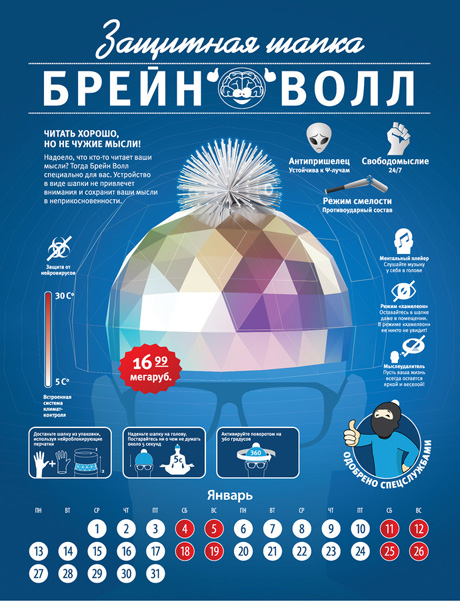 Защитная шапка
БРЕЙН ВОЛЛ
ЧИТАТЬ ХОРОШО,
НО НЕ ЧУЖИЕ МЫСЛИ!
Надоело, что кто-то читает ваши
мысли? Тогда Брейн Волл
специально для вас. Устройство
в виде шапки не привлечет
внимания и сохранит ваши мысли
в неприкосновенности.
Антипришелец
Устойчива к Ψ-лучам
Свободомыслие
24/7
Режим смелости
Противоударный состав
Защита от
нейровирусов
30 C°
5 C°
Встроенная
система
климат-
контроля
Ментальный плейер
Слушайте музыку
у себя в голове
Режим «хамелеон»
Оставайтесь в шапке
даже в помещении.
В режиме «хамелеон»
ее никто не увидит!
Мыслеудалитель
Пусть ваша жизнь
всегда остается
яркой и веселой!
16 99
мегаруб.
Достаньте шапку из упаковки,
используя нейроблокирующие
перчатки
Наденьте шапку на голову.
Постарайтесь ни о чем не думать
около 5 секунд
5с
Активируйте поворотом на
360 градусов
360
ОДОБРЕНО СПЕЦСЛУЖБАМИ
Январь
ПН ВТ СР ЧТ ПТ СБ ВС ПН ВТ СР ЧТ ПТ СБ ВС
1 2 3 4 5 6 7 8 9 10 11 12
13 14 15 16 17 18 19 20 21 22 23 24 25 26
27 28 29 30 31